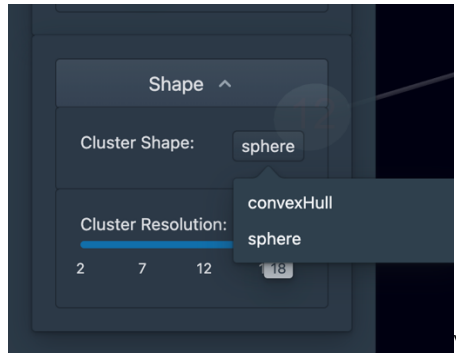 Shape
Cluster Shape: sphere
convexHull
sphere
Cluster Resolution:
2 7 12 18